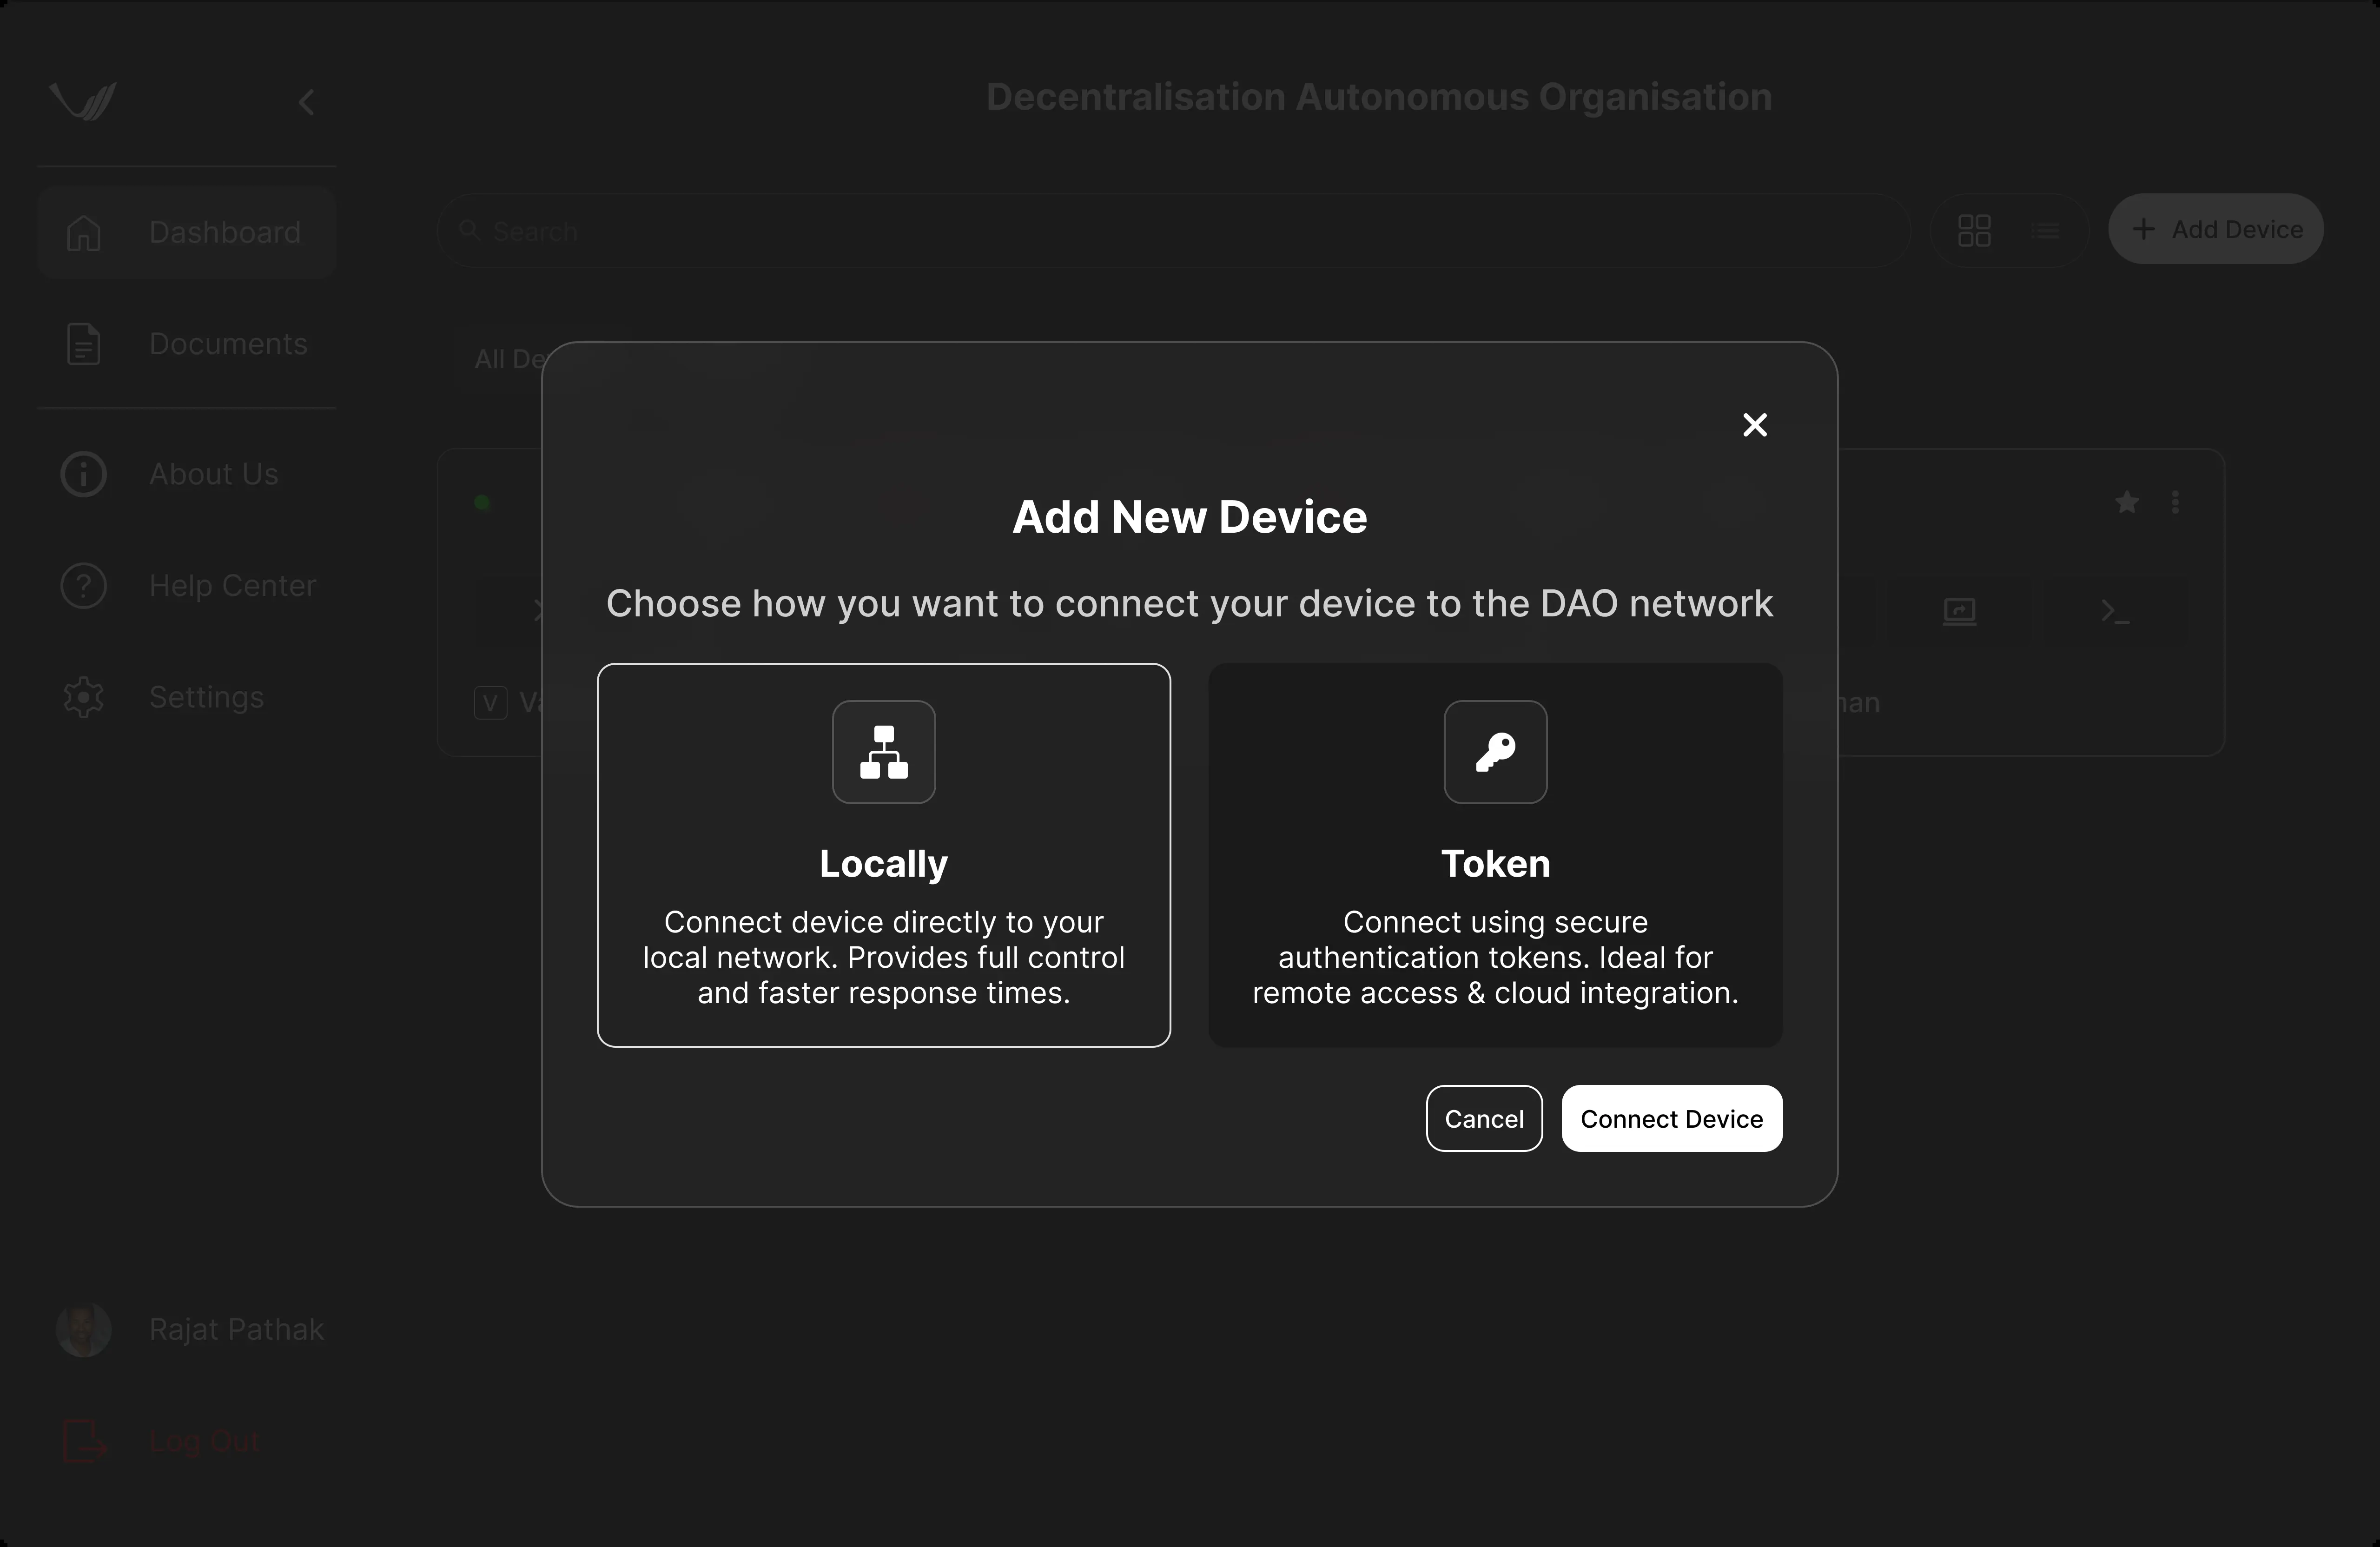 Decentralisation Autonomous Organisation
Dashboard
Documents
About Us
Help Center
Settings
Rajat Pathak
Log Out
Search
Add Device
All
V
Add New Device
Choose how you want to connect your device to the DAO network
Locally
Connect device directly to your
local network. Provides full control
and faster response times.
Token
Connect using secure
authentication tokens. Ideal for
remote access & cloud integration.
Cancel
Connect Device